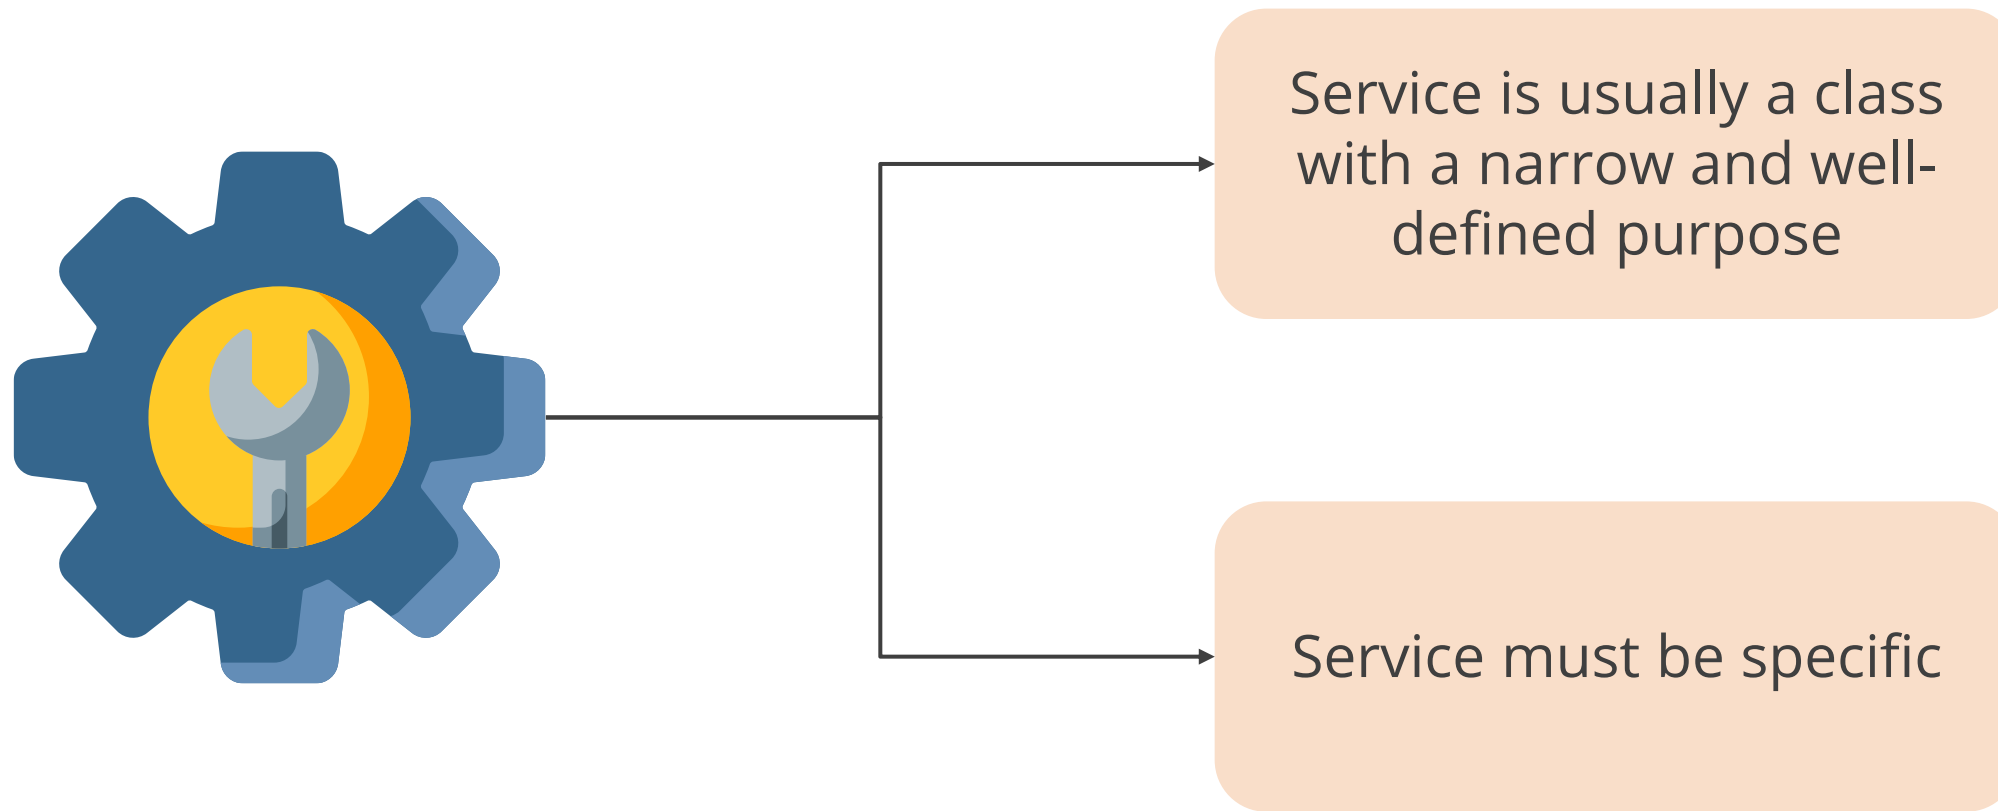 Service is usually a class
with a narrow and well-
defined purpose
Service must be specific